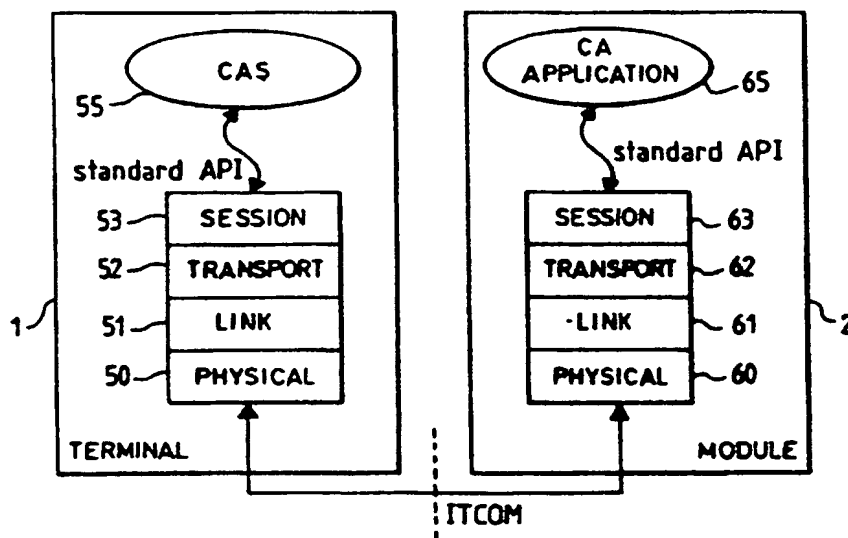 CAS
55
standard API
53 SESSION
52 TRANSPORT
51 LINK
50 PHYSICAL
1
TERMINAL
CA
APPLICATION
65
standard API
SESSION 63
TRANSPORT 62
LINK 61
PHYSICAL 60
2
MODULE
ITCOM